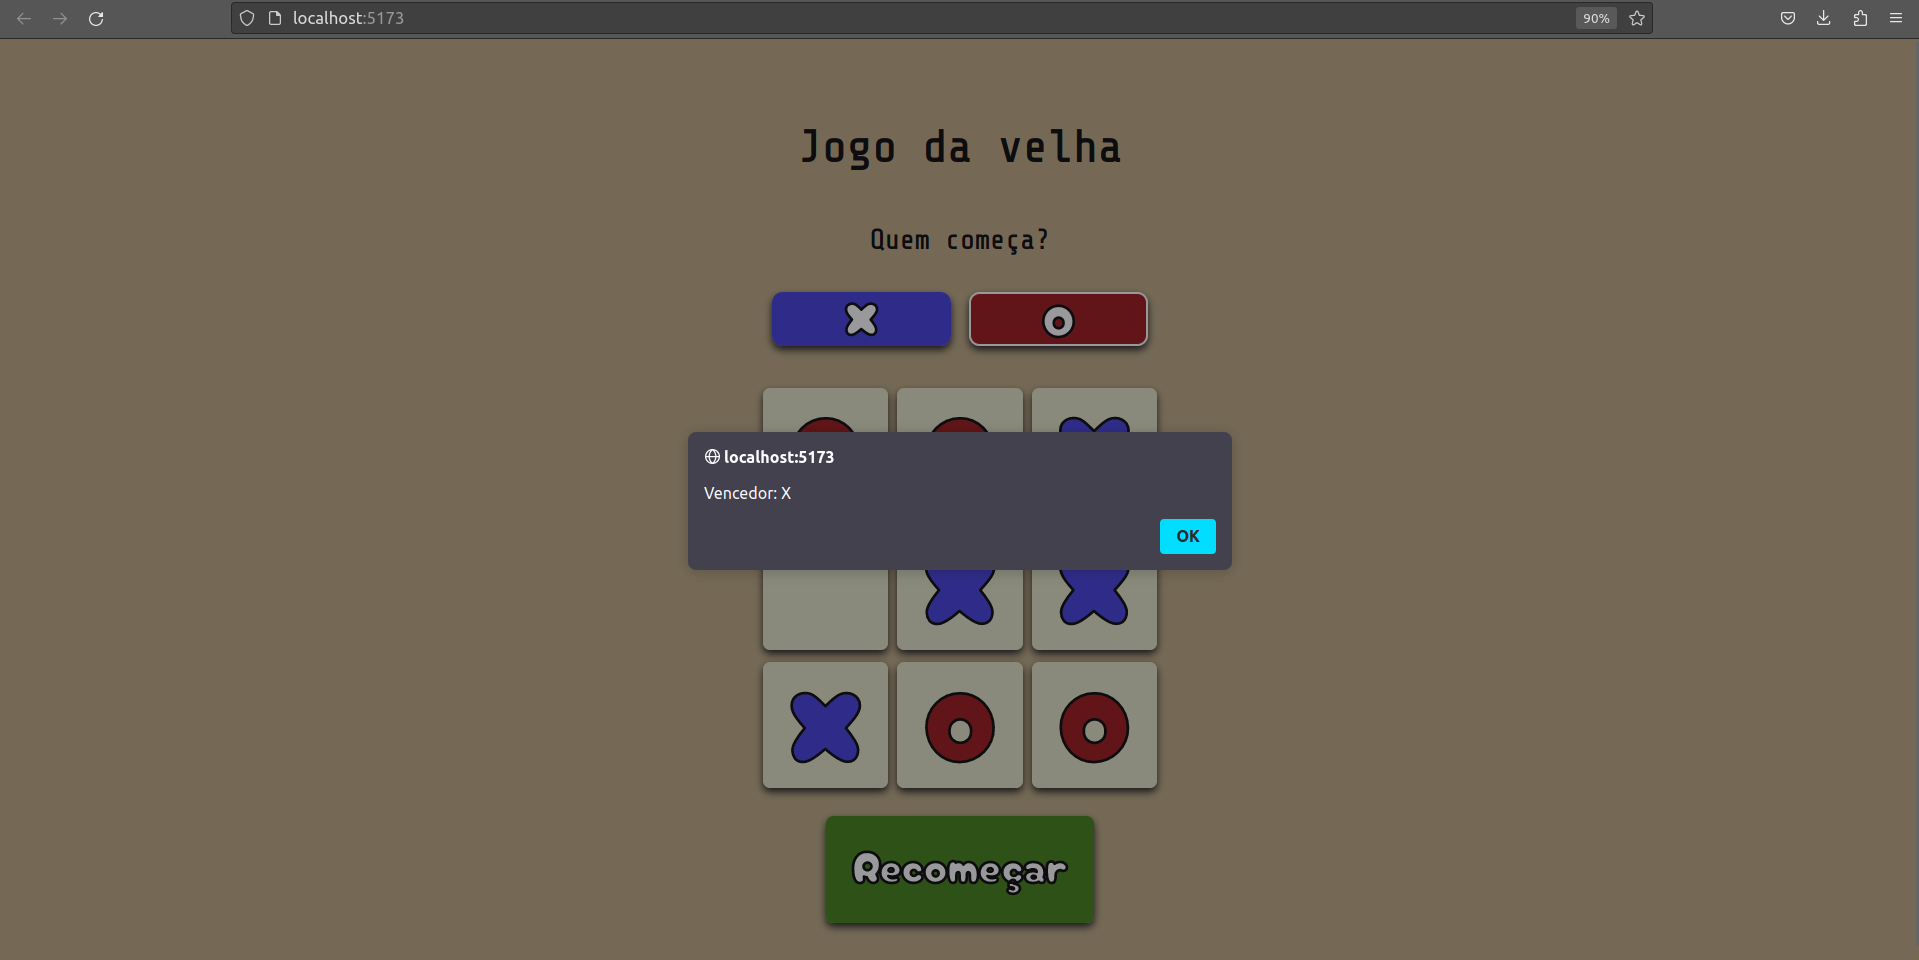 localhost:5173
90%
Jogo da velha
Quem começa?
X O
O O X
localhost:5173
Vencedor: X
OK
X X
X O O
Recomeçar